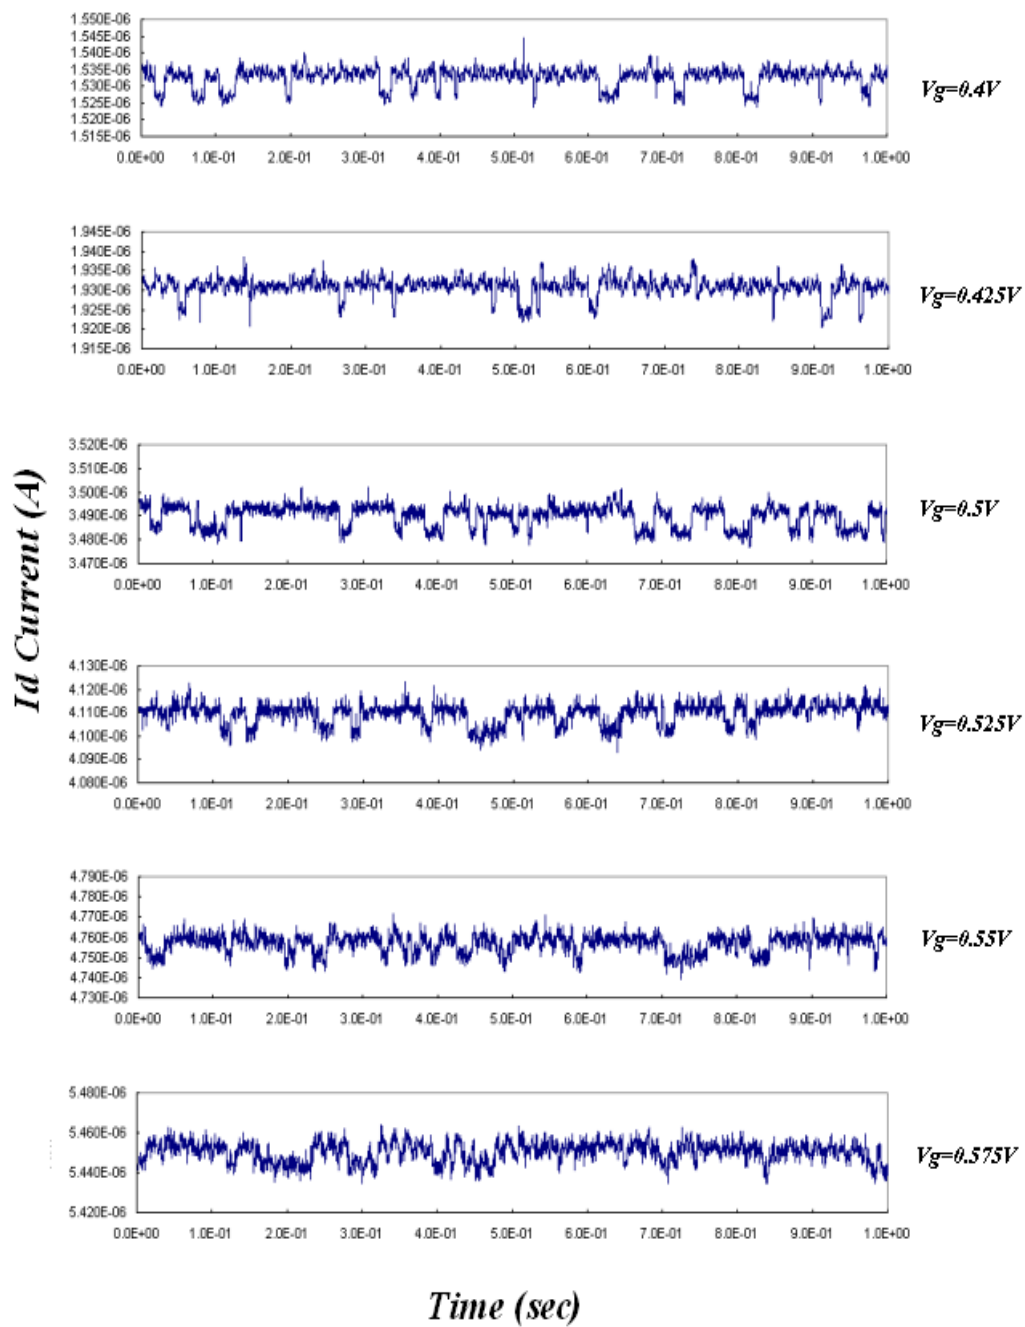 1.550E-06
1.545E-06
1.540E-06
1.535E-06
1.530E-06
1.525E-06
1.520E-06
1.515E-06
0.0E+00 1.0E-01 2.0E-01 3.0E-01 4.0E-01 5.0E-01 6.0E-01 7.0E-01 8.0E-01 9.0E-01 1.0E+00
Vg=0.4V
1.945E-06
1.940E-06
1.935E-06
1.930E-06
1.925E-06
1.920E-06
1.915E-06
0.0E+00 1.0E-01 2.0E-01 3.0E-01 4.0E-01 5.0E-01 6.0E-01 7.0E-01 8.0E-01 9.0E-01 1.0E+00
Vg=0.425V
Id Current (A)
3.520E-06
3.510E-06
3.500E-06
3.490E-06
3.480E-06
3.470E-06
0.0E+00 1.0E-01 2.0E-01 3.0E-01 4.0E-01 5.0E-01 6.0E-01 7.0E-01 8.0E-01 9.0E-01 1.0E+00
Vg=0.5V
4.130E-06
4.120E-06
4.110E-06
4.100E-06
4.090E-06
4.080E-06
0.0E+00 1.0E-01 2.0E-01 3.0E-01 4.0E-01 5.0E-01 6.0E-01 7.0E-01 8.0E-01 9.0E-01 1.0E+00
Vg=0.525V
4.790E-06
4.780E-06
4.770E-06
4.760E-06
4.750E-06
4.740E-06
4.730E-06
0.0E+00 1.0E-01 2.0E-01 3.0E-01 4.0E-01 5.0E-01 6.0E-01 7.0E-01 8.0E-01 9.0E-01 1.0E+00
Vg=0.55V
5.480E-06
5.460E-06
5.440E-06
5.420E-06
0.0E+00 1.0E-01 2.0E-01 3.0E-01 4.0E-01 5.0E-01 6.0E-01 7.0E-01 8.0E-01 9.0E-01 1.0E+00
Vg=0.575V
Time (sec)